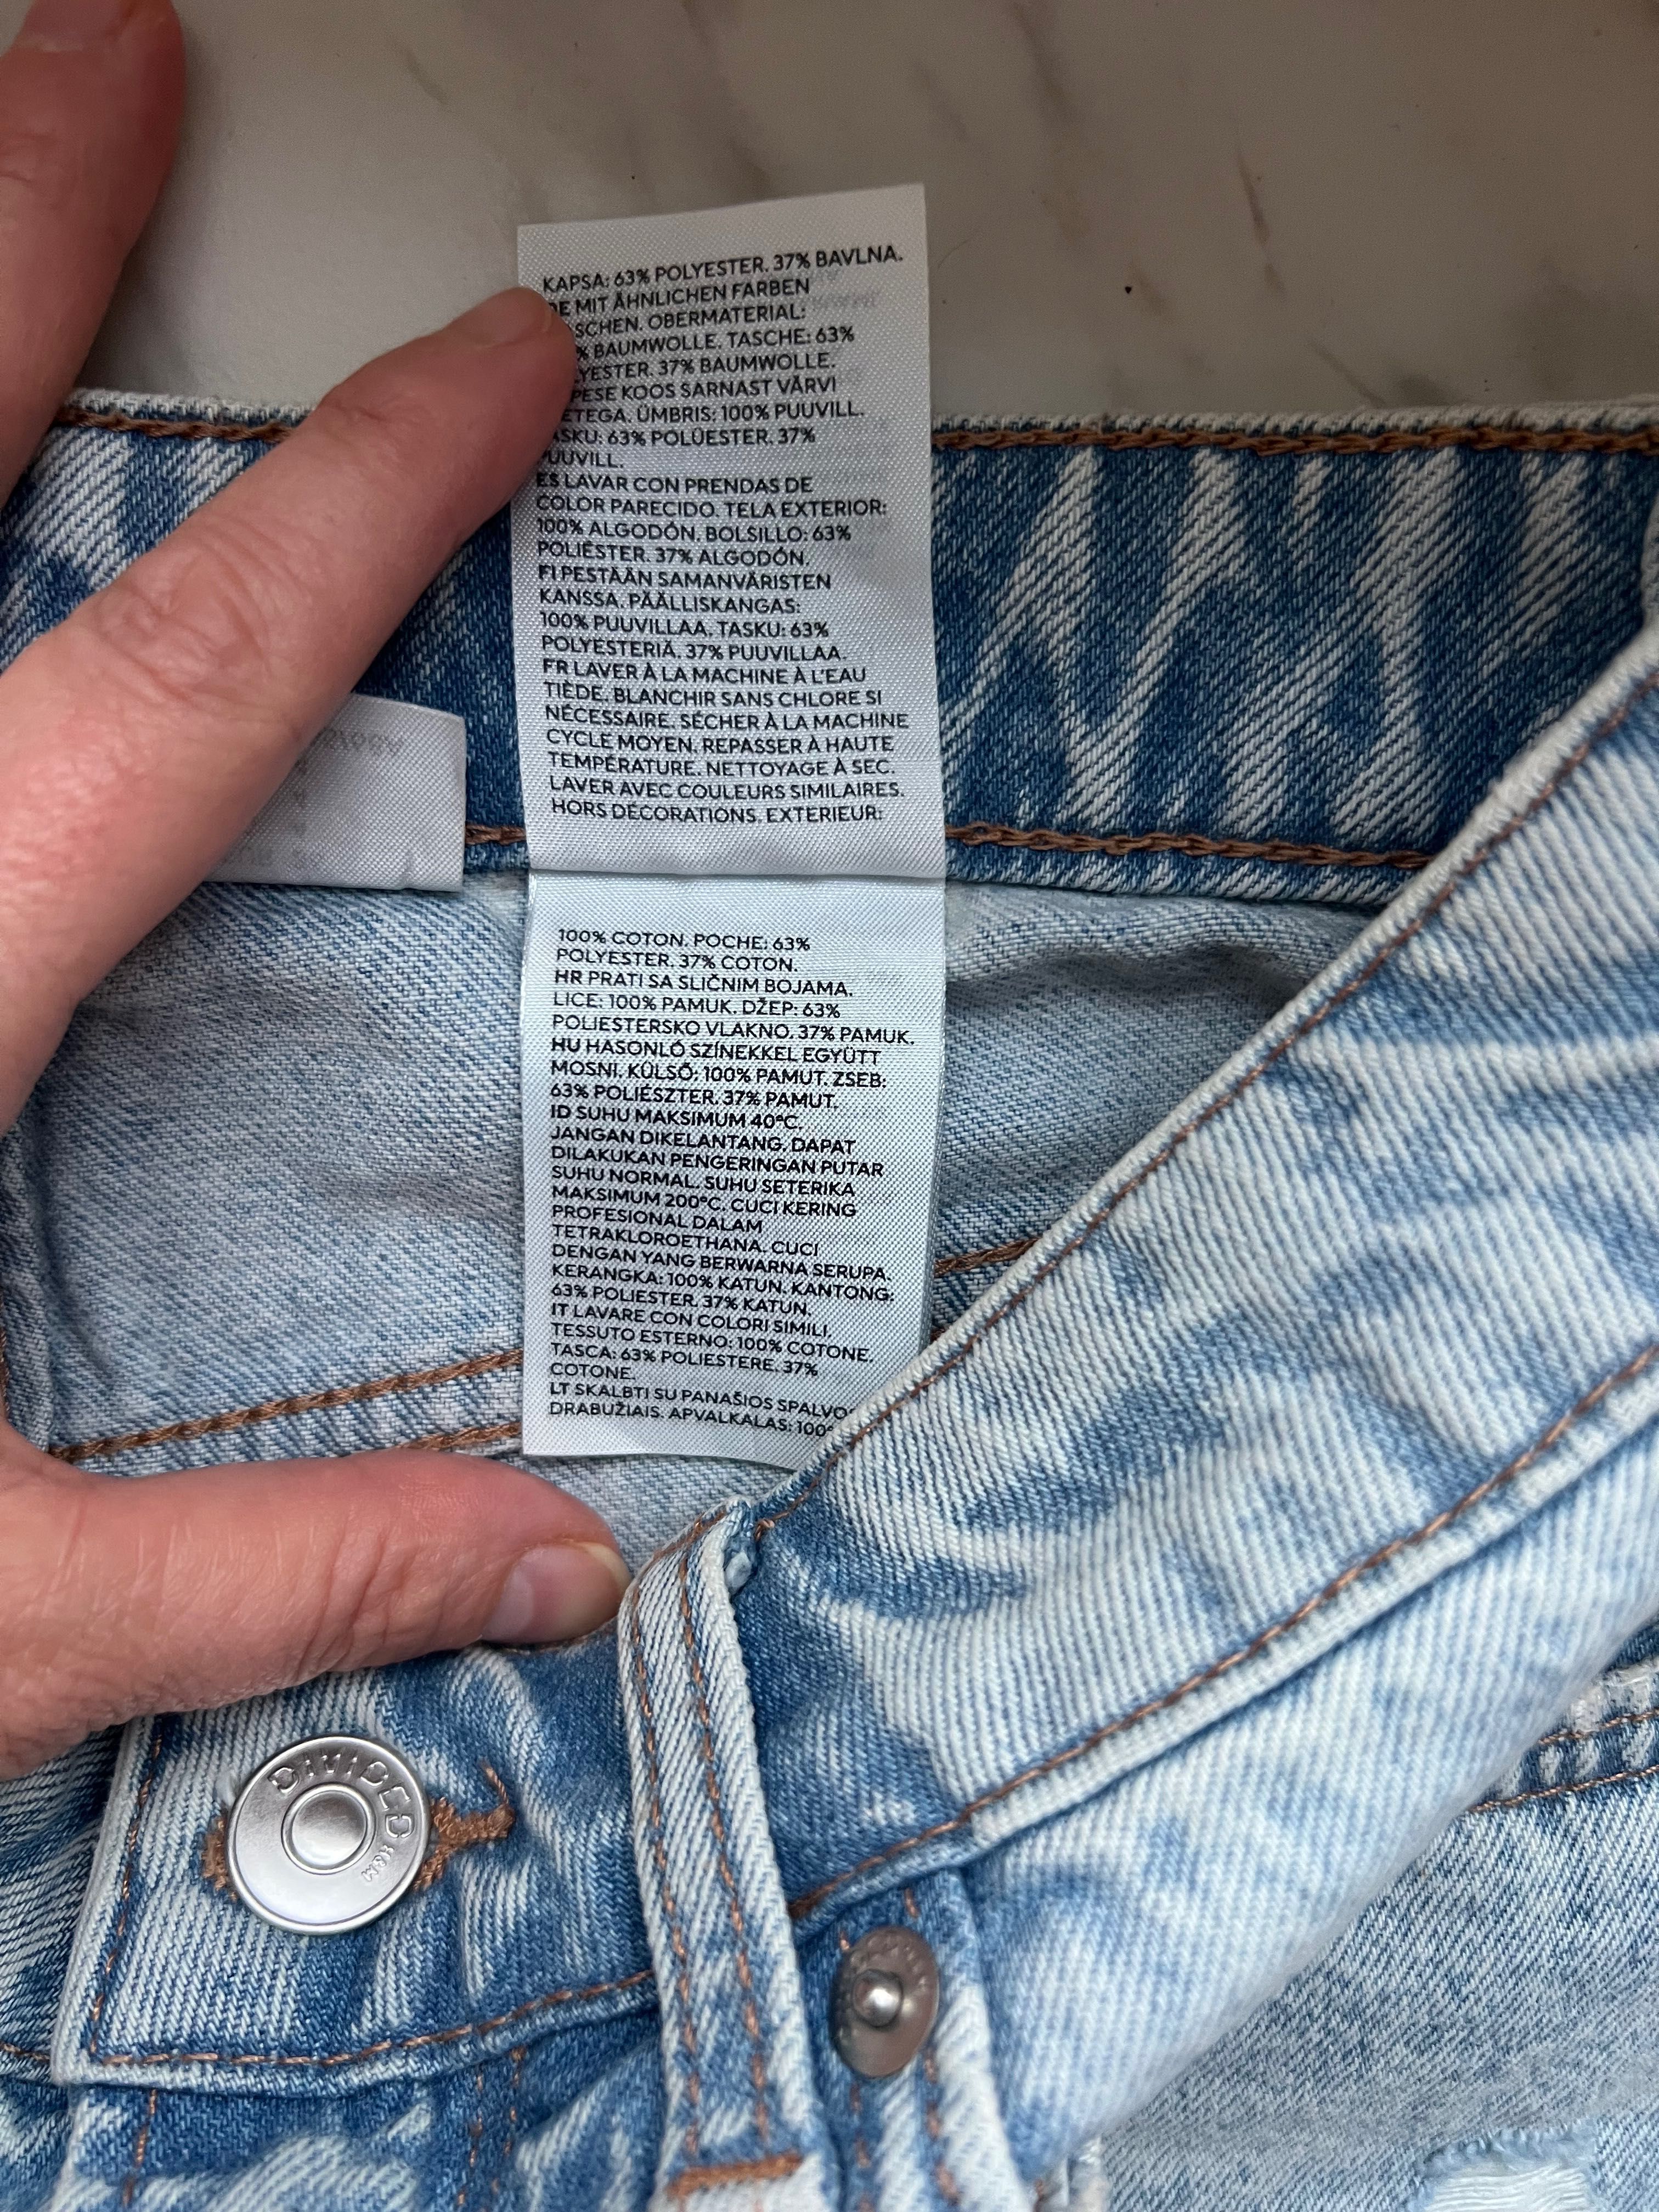 KAPSA: 63% POLYESTER. 37% BAVLNA.
MIT ÄHNLICHEN FARBEN
OBERMATERIAL:
% BAUMWOLLE. TASCHE: 63%
37% BAUMWOLLE.
KOOS SARNAST VÄRVI
ÜMBRIS: 100% PUUVILL.
63% POLÜESTER. 37%
PUUVILL.
ES LAVAR CON PRENDAS DE
COLOR PARECIDO. TELA EXTERIOR:
100% ALGODÓN. BOLSILLO: 63%
POLIÉSTER. 37% ALGODÓN.
FI PESTÄÄN SAMANVÄRISTEN
KANSSA. PÄÄLLISKANGAS:
100% PUUVILLAA. TASKU: 63%
POLYESTERIÄ. 37% PUUVILLAA.
FR LAVER À LA MACHINE À L'EAU
TIÈDE. BLANCHIR SANS CHLORE SI
NÉCESSAIRE. SÉCHER À LA MACHINE
CYCLE MOYEN. REPASSER À HAUTE
TEMPÉRATURE. NETTOYAGE À SEC.
LAVER AVEC COULEURS SIMILAIRES.
HORS DÉCORATIONS. EXTERIEUR:
100% COTON. POCHE: 63%
POLYESTER. 37% COTON.
HR PRATI SA SLIČNIM BOJAMA.
LICE: 100% PAMUK. DŽEP: 63%
POLIESTERSKO VLAKNO. 37% PAMUK.
HU HASONLÓ SZÍNEKKEL EGYÜTT
MOSNI. KÜLSŐ: 100% PAMUT. ZSEB:
63% POLIÉSZTER. 37% PAMUT.
ID SUHU MAKSIMUM 40°C.
JANGAN DIKELANTANG. DAPAT
DILAKUKAN PENGERINGAN PUTAR
SUHU NORMAL. SUHU SETERIKA
MAKSIMUM 200°C. CUCI KERING
PROFESIONAL DALAM
TETRAKLOROETHANA. CUCI
DENGAN YANG BERWARNA SERUPA.
KERANGKA: 100% KATUN. KANTONG:
63% POLIESTER. 37% KATUN.
IT LAVARE CON COLORI SIMILI.
TESSUTO ESTERNO: 100% COTONE.
TASCA: 63% POLIESTERE. 37%
COTONE.
LT SKALBTI SU PANAŠIOS SPALVOS
DRABUŽIAIS. APVALKALAS: 100%
DIVIDED
H&M